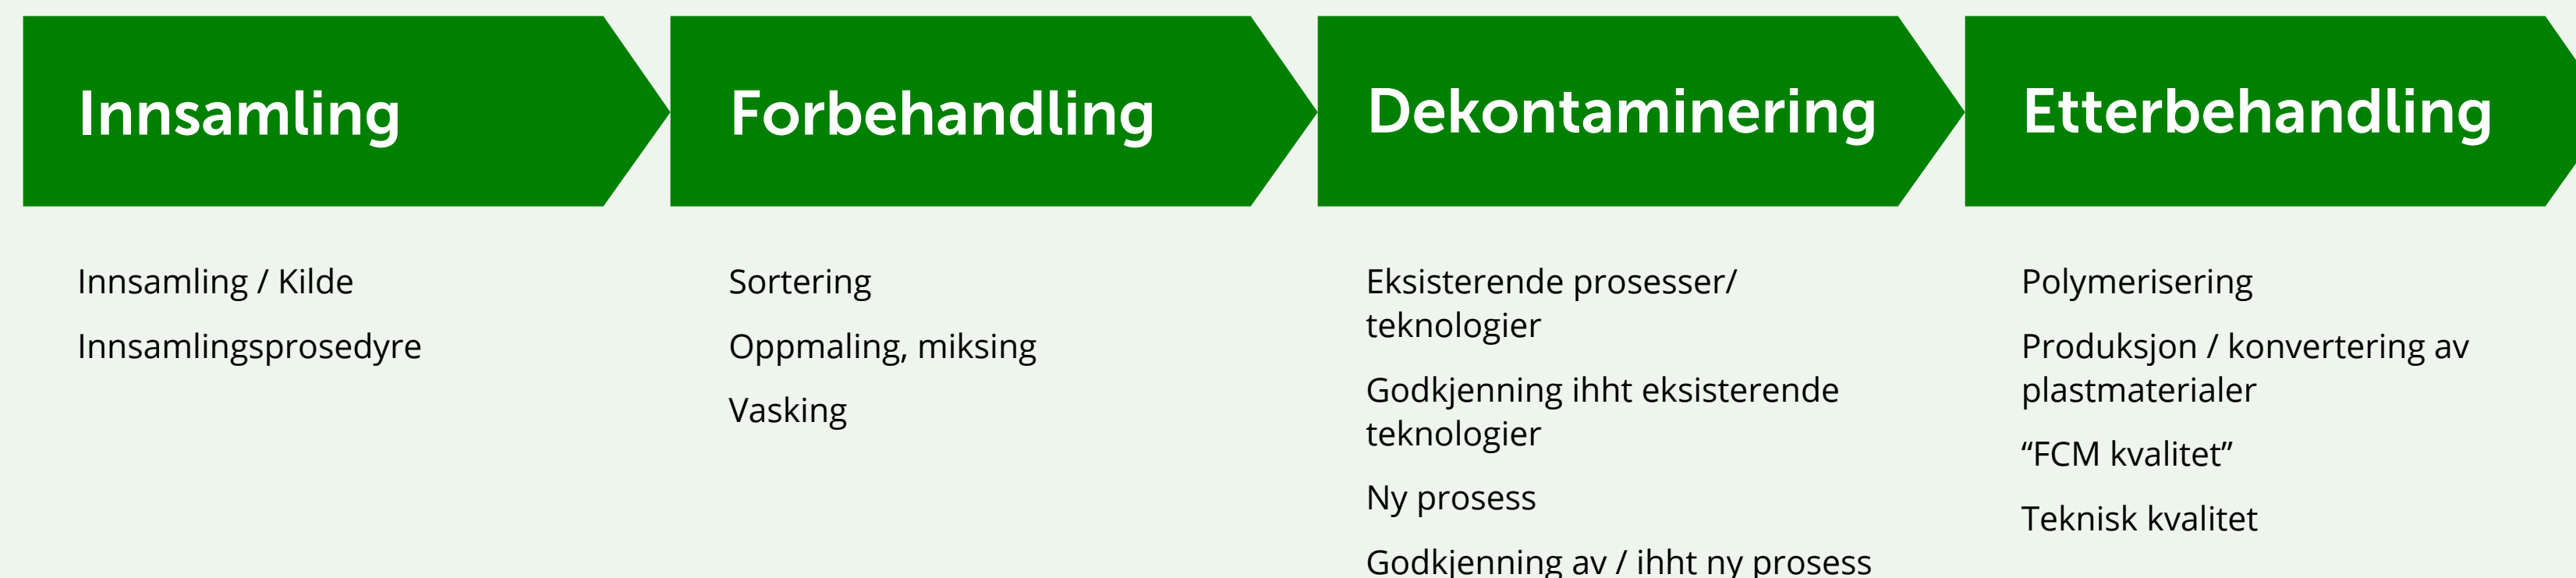 Innsamling
Innsamling / Kilde
Innsamlingsprosedyre
Forbehandling
Sortering
Oppmaling, miksing
Vasking
Dekontaminering
Eksisterende prosesser/
teknologier
Godkjenning ihht eksisterende
teknologier
Ny prosess
Godkjenning av / ihht ny prosess
Etterbehandling
Polymerisering
Produksjon / konvertering av
plastmaterialer
“FCM kvalitet”
Teknisk kvalitet